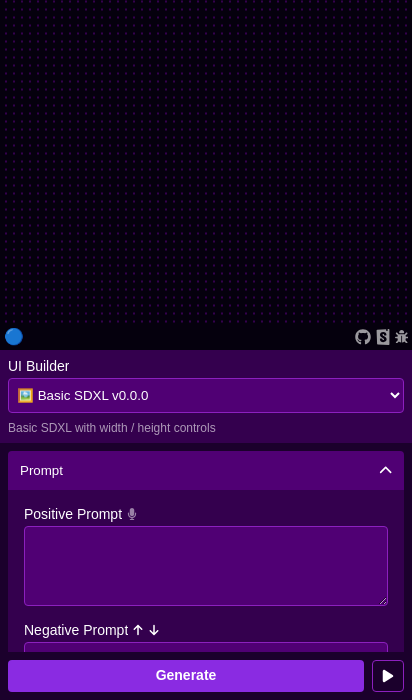 UI Builder
Basic SDXL v0.0.0
Basic SDXL with width / height controls
Prompt
Positive Prompt
Negative Prompt
Generate